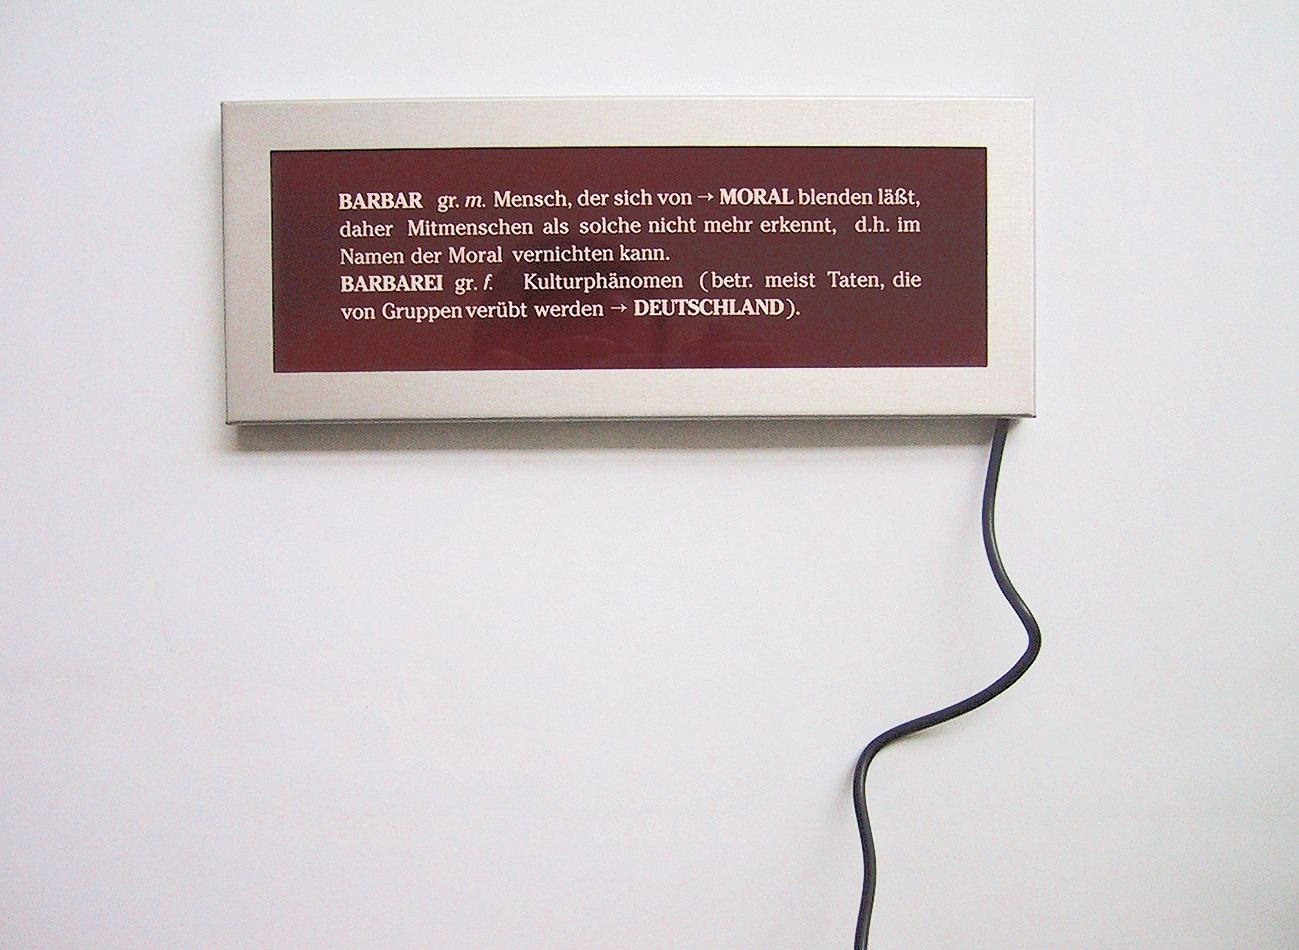 BARBAR gr. m. Mensch, der sich von → MORAL blenden läßt,
daher Mitmenschen als solche nicht mehr erkennt, d.h. im
Namen der Moral vernichten kann.
BARBAREI gr. f. Kulturphänomen (betr. meist Taten, die
von Gruppen verübt werden → DEUTSCHLAND).